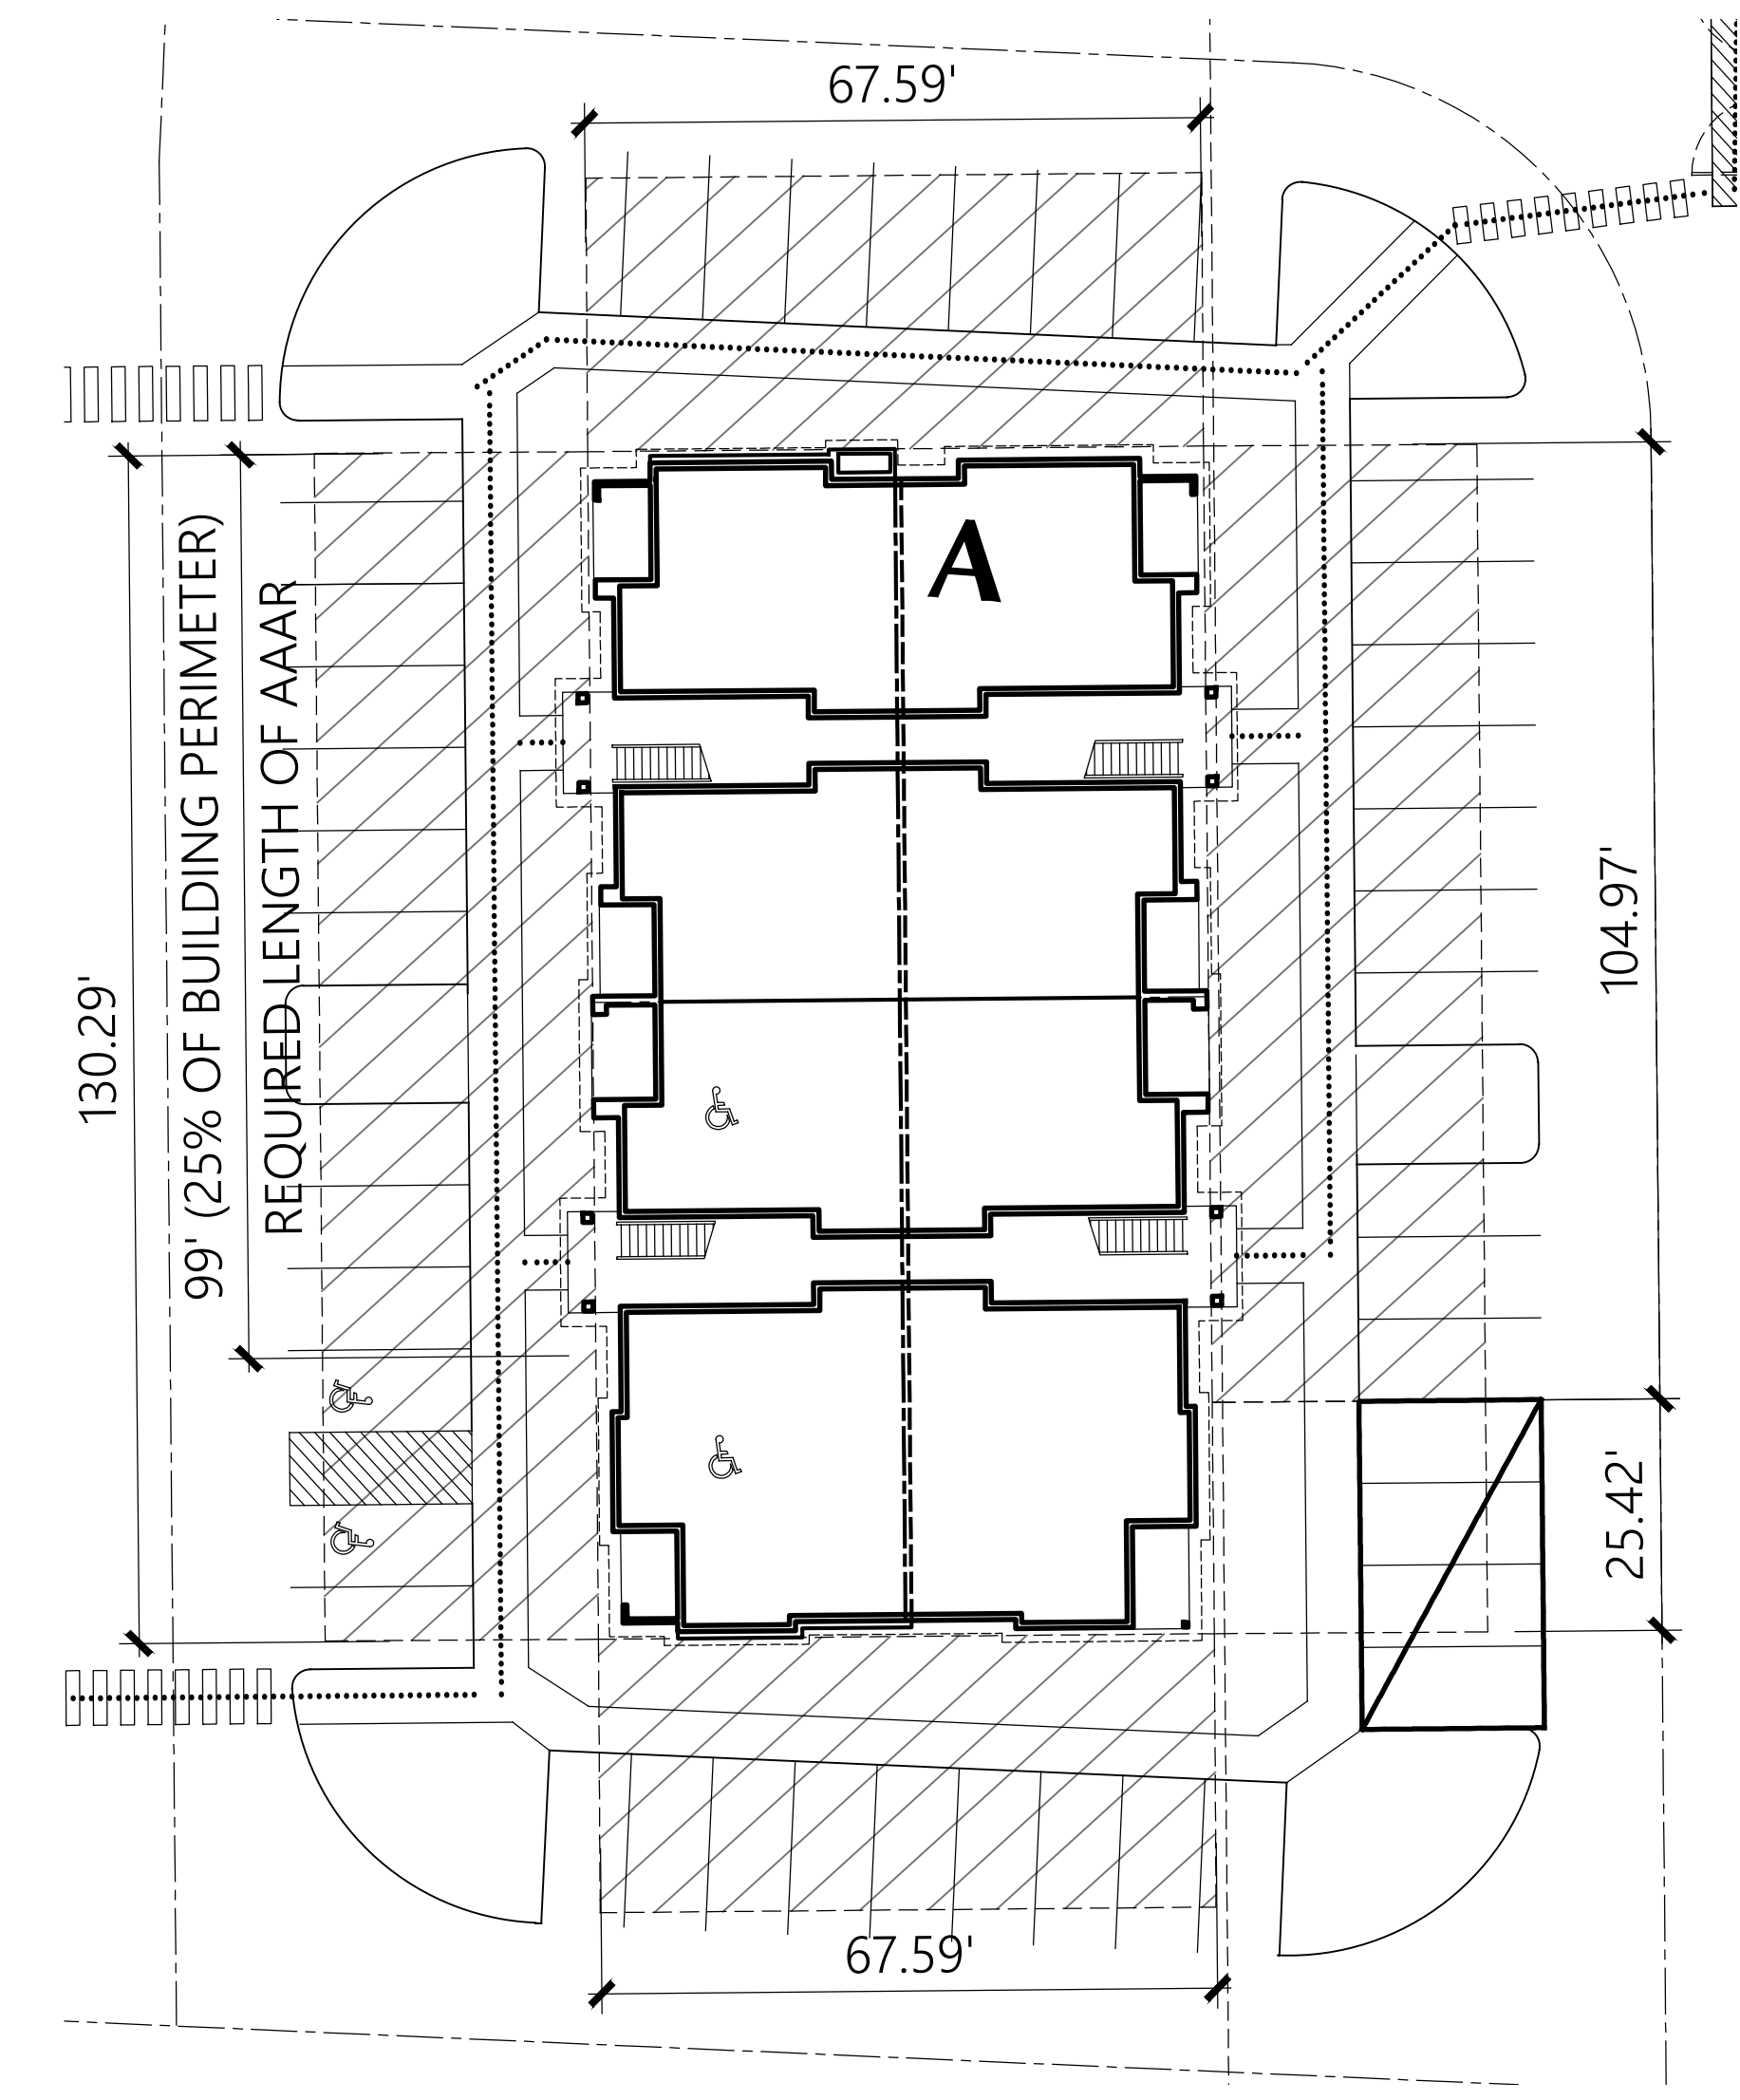 67.59'
A
130.29'
99' (25% OF BUILDING PERIMETER)
REQUIRED LENGTH OF AAAR
104.97'
25.42'
67.59'